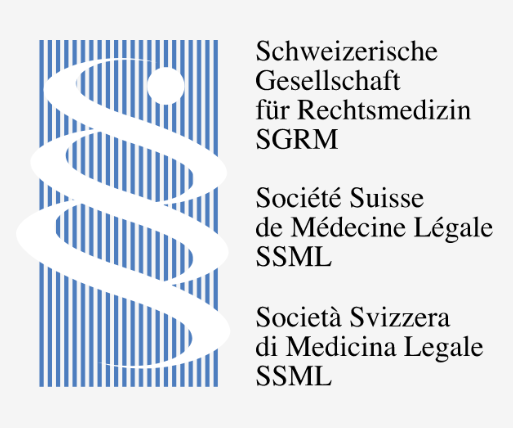 Schweizerische
Gesellschaft
für Rechtsmedizin
SGRM
Société Suisse
de Médecine Légale
SSML
Società Svizzera
di Medicina Legale
SSML